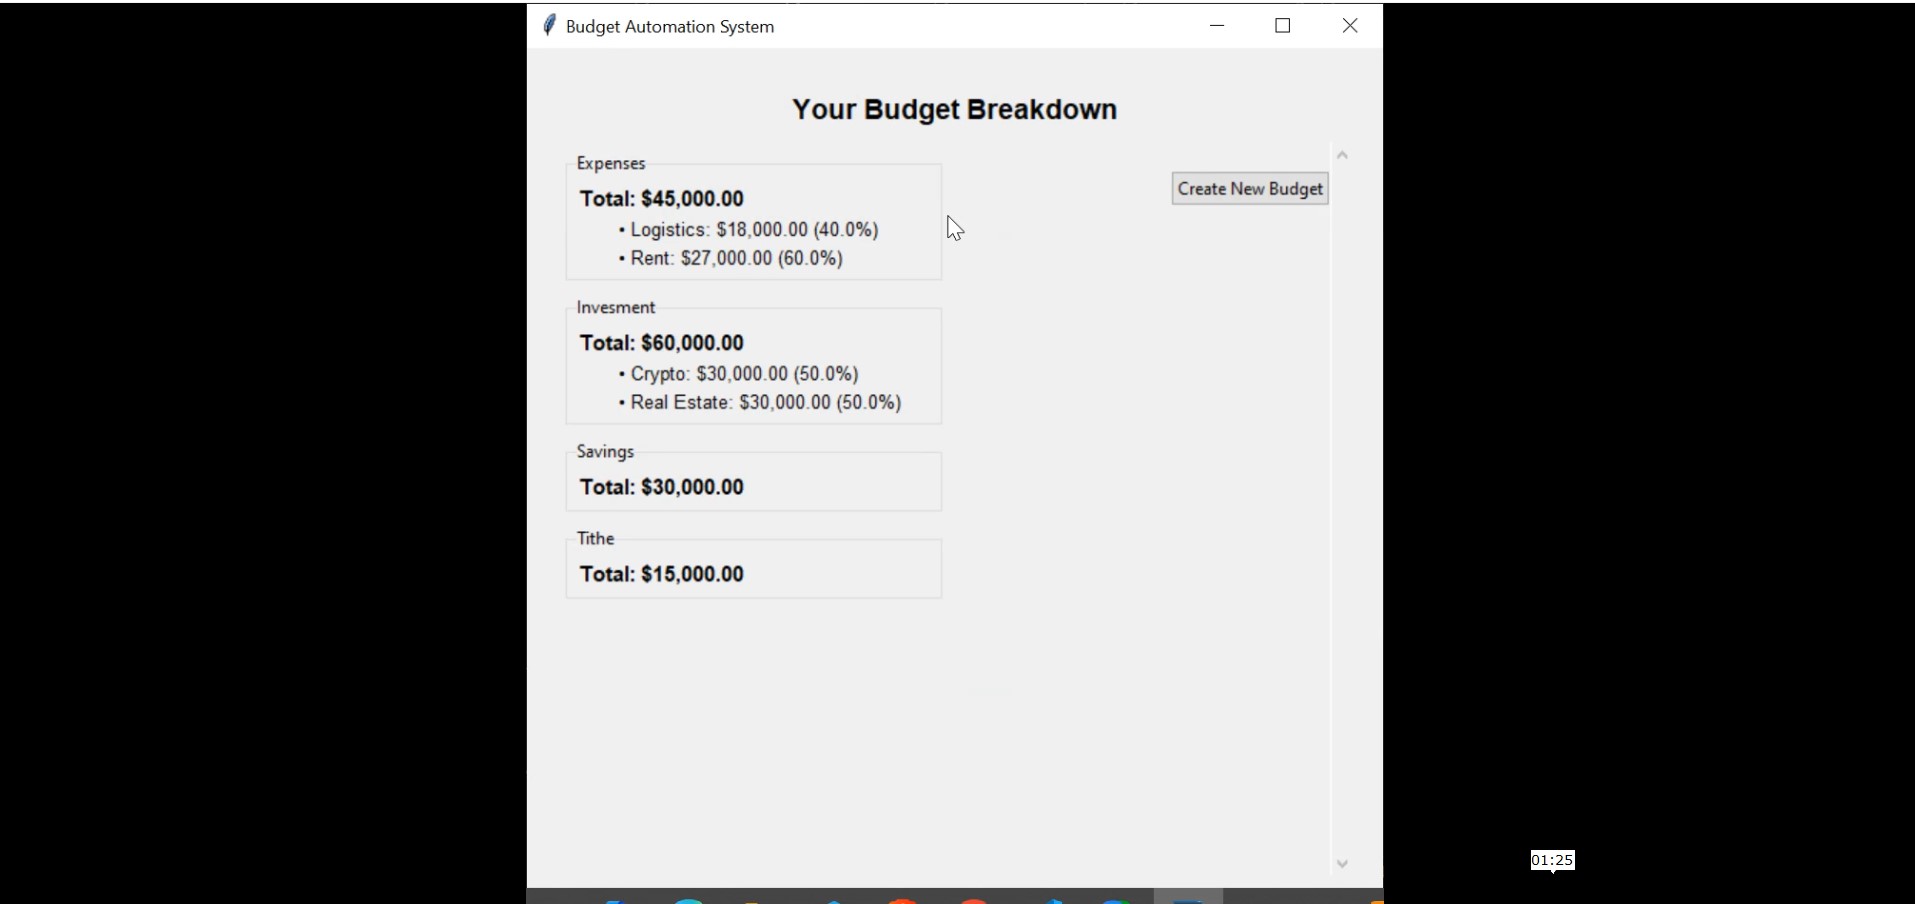 Budget Automation System
Your Budget Breakdown
Expenses
Total: $45,000.00
• Logistics: $18,000.00 (40.0%)
• Rent: $27,000.00 (60.0%)
Create New Budget
Invesment
Total: $60,000.00
• Crypto: $30,000.00 (50.0%)
• Real Estate: $30,000.00 (50.0%)
Savings
Total: $30,000.00
Tithe
Total: $15,000.00
01:25